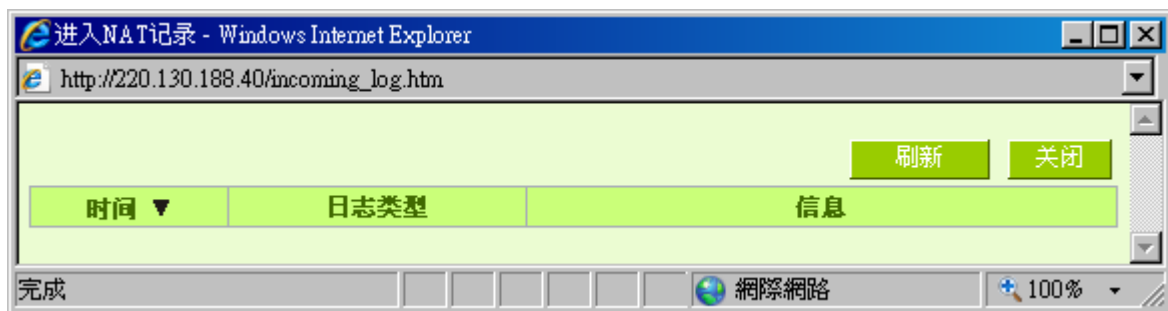 进入NAT记录 - Windows Internet Explorer
http://220.130.188.40/incoming_log.htm
刷新 关闭
时间 ▼ 日志类型 信息
完成 網際網路 100%